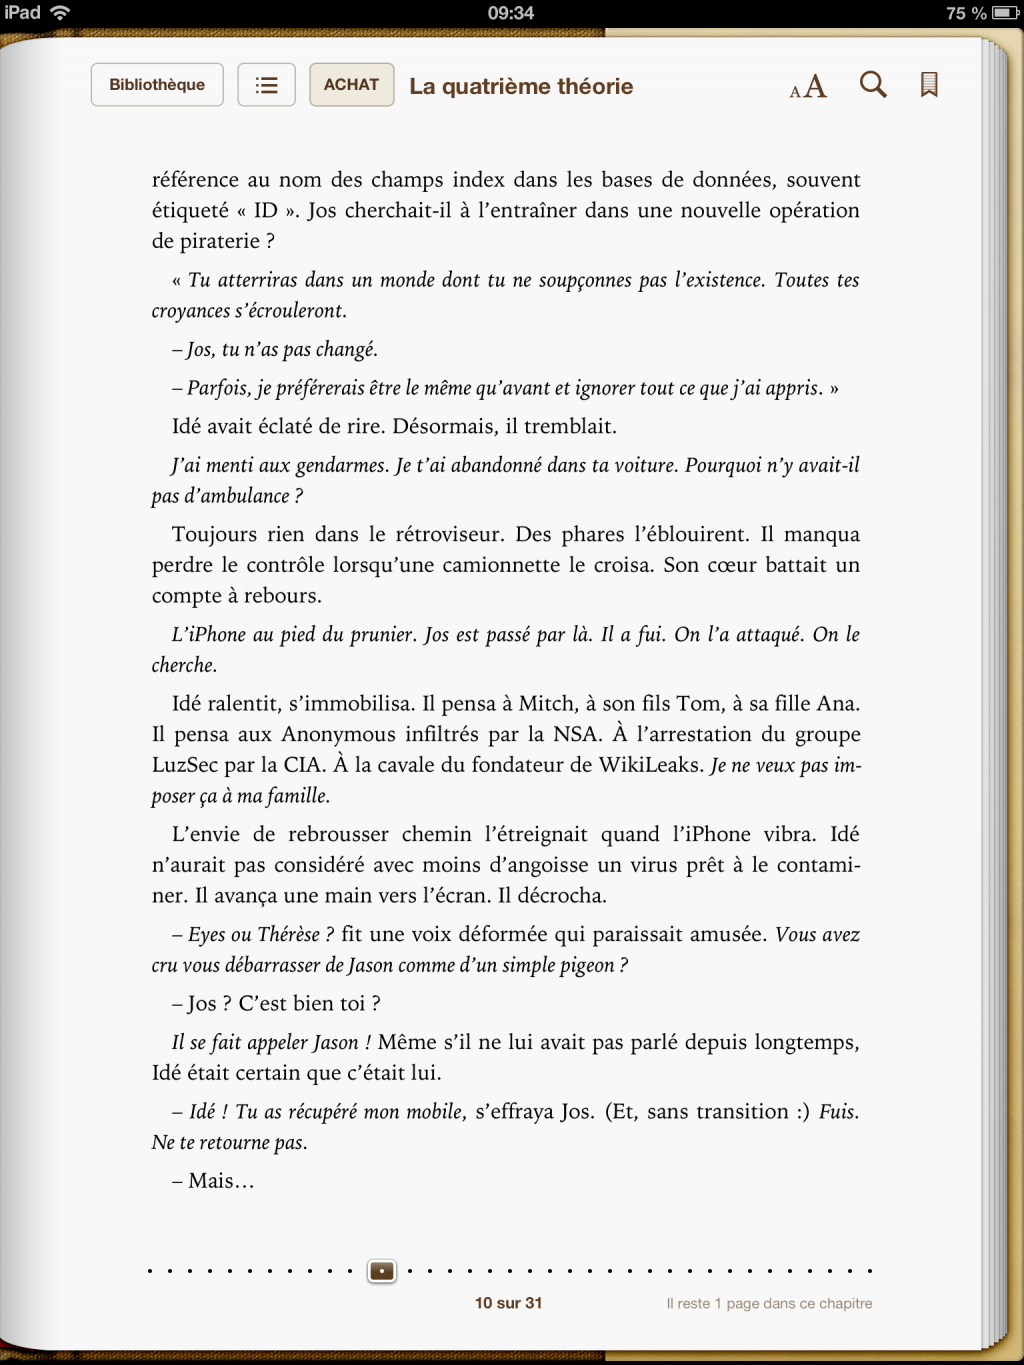 iPad 09:34 75 %
Bibliothèque ACHAT La quatrième théorie AA
référence au nom des champs index dans les bases de données, souvent
étiqueté « ID ». Jos cherchait-il à l’entraîner dans une nouvelle opération
de piraterie ?
« Tu atterriras dans un monde dont tu ne soupçonnes pas l’existence. Toutes tes
croyances s’écrouleront.
– Jos, tu n’as pas changé.
– Parfois, je préférerais être le même qu’avant et ignorer tout ce que j’ai appris. »
Idé avait éclaté de rire. Désormais, il tremblait.
J’ai menti aux gendarmes. Je t’ai abandonné dans ta voiture. Pourquoi n’y avait-il
pas d’ambulance ?
Toujours rien dans le rétroviseur. Des phares l’éblouirent. Il manqua
perdre le contrôle lorsqu’une camionnette le croisa. Son cœur battait un
compte à rebours.
L’iPhone au pied du prunier. Jos est passé par là. Il a fui. On l’a attaqué. On le
cherche.
Idé ralentit, s’immobilisa. Il pensa à Mitch, à son fils Tom, à sa fille Ana.
Il pensa aux Anonymous infiltrés par la NSA. À l’arrestation du groupe
LuzSec par la CIA. À la cavale du fondateur de WikiLeaks. Je ne veux pas im-
poser ça à ma famille.
L’envie de rebrousser chemin l’étreignait quand l’iPhone vibra. Idé
n’aurait pas considéré avec moins d’angoisse un virus prêt à le contami-
ner. Il avança une main vers l’écran. Il décrocha.
– Eyes ou Thérèse ? fit une voix déformée qui paraissait amusée. Vous avez
cru vous débarrasser de Jason comme d’un simple pigeon ?
– Jos ? C’est bien toi ?
Il se fait appeler Jason ! Même s’il ne lui avait pas parlé depuis longtemps,
Idé était certain que c’était lui.
– Idé ! Tu as récupéré mon mobile, s’effraya Jos. (Et, sans transition :) Fuis.
Ne te retourne pas.
– Mais…
10 sur 31 Il reste 1 page dans ce chapitre